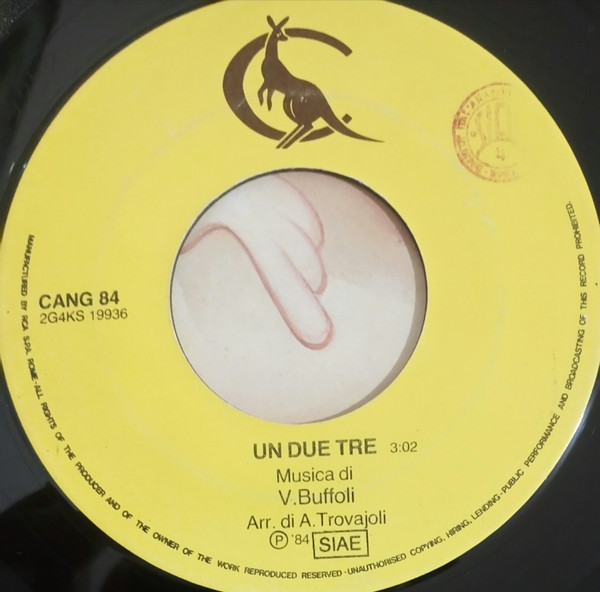 CANG 84
2G4KS 19936
UN DUE TRE 3:02
Musica di
V.Buffoli
Arr. di A.Trovajoli
Ⓟ '84 SIAE
MANUFACTURED BY RCA S.P.A. ROME·ALL RIGHTS OF THE PRODUCER AND OF THE OWNER OF THE WORK REPRODUCED RESERVED·UNAUTHORISED COPYING, HIRING, LENDING·PUBLIC PERFORMANCE AND BROADCASTING OF THIS RECORD PROHIBITED.